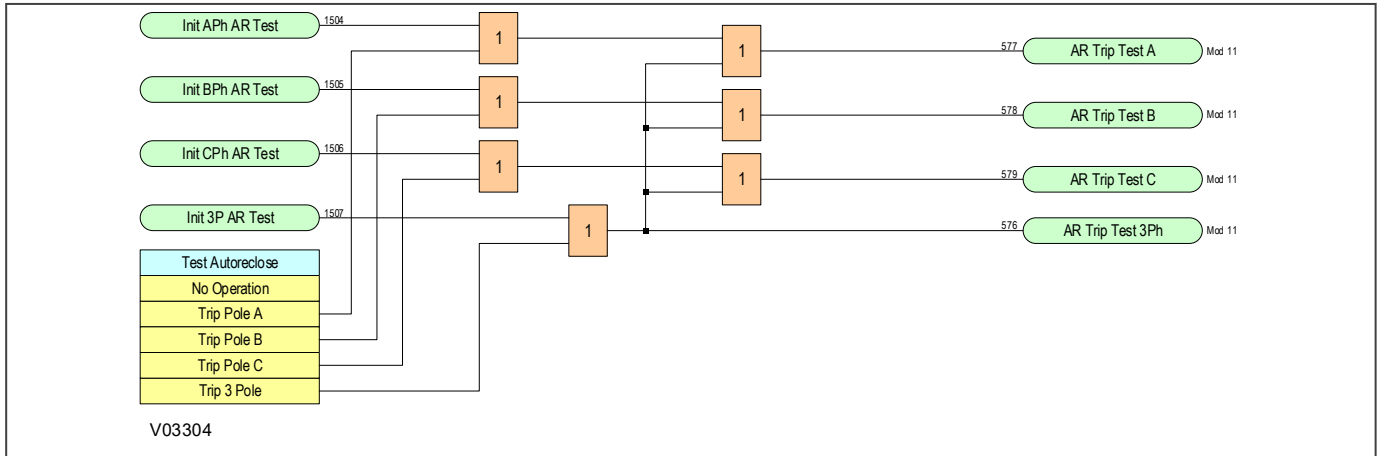 Init APh AR Test 1504
1
1
577 AR Trip Test A Mod 11
Init BPh AR Test 1505
1
1
578 AR Trip Test B Mod 11
Init CPh AR Test 1506
1
1
579 AR Trip Test C Mod 11
Init 3P AR Test 1507
1
576 AR Trip Test 3Ph Mod 11
Test Autoreclose
No Operation
Trip Pole A
Trip Pole B
Trip Pole C
Trip 3 Pole
V03304